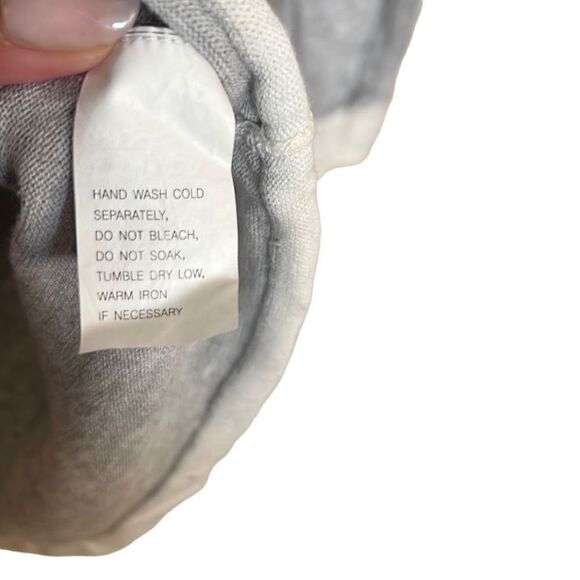 HAND WASH COLD
SEPARATELY,
DO NOT BLEACH,
DO NOT SOAK,
TUMBLE DRY LOW,
WARM IRON
IF NECESSARY